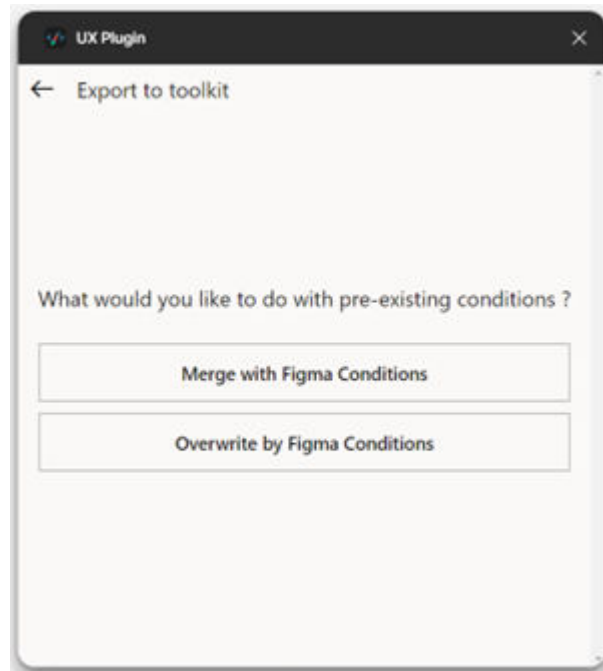 UX Plugin
Export to toolkit
What would you like to do with pre-existing conditions ?
Merge with Figma Conditions
Overwrite by Figma Conditions